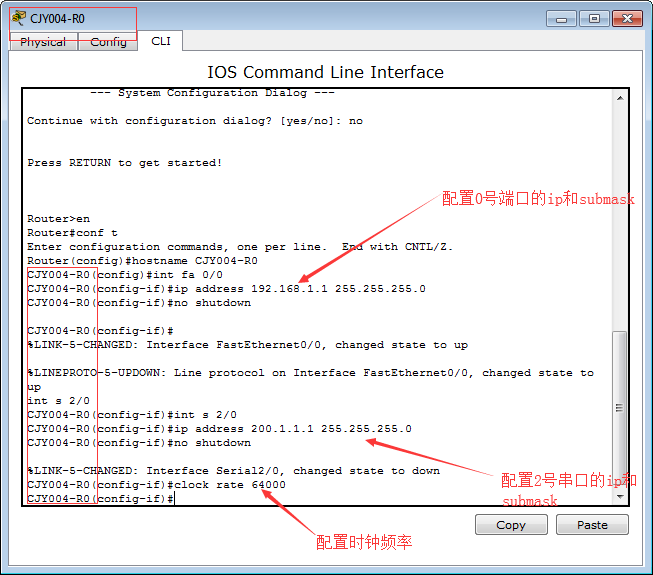 CJY004-R0
Physical Config CLI
IOS Command Line Interface
--- System Configuration Dialog ---
Continue with configuration dialog? [yes/no]: no
Press RETURN to get started!
配置0号端口的ip和submask
Router>en
Router#conf t
Enter configuration commands, one per line.  End with CNTL/Z.
Router(config)#hostname CJY004-R0
CJY004-R0(config)#int fa 0/0
CJY004-R0(config-if)#ip address 192.168.1.1 255.255.255.0
CJY004-R0(config-if)#no shutdown
CJY004-R0(config-if)#
%LINK-5-CHANGED: Interface FastEthernet0/0, changed state to up
%LINEPROTO-5-UPDOWN: Line protocol on Interface FastEthernet0/0, changed state to
up
int s 2/0
CJY004-R0(config-if)#int s 2/0
CJY004-R0(config-if)#ip address 200.1.1.1 255.255.255.0
CJY004-R0(config-if)#no shutdown
%LINK-5-CHANGED: Interface Serial2/0, changed state to down
CJY004-R0(config-if)#clock rate 64000
CJY004-R0(config-if)#
配置2号串口的ip和
submask
Copy Paste
配置时钟频率